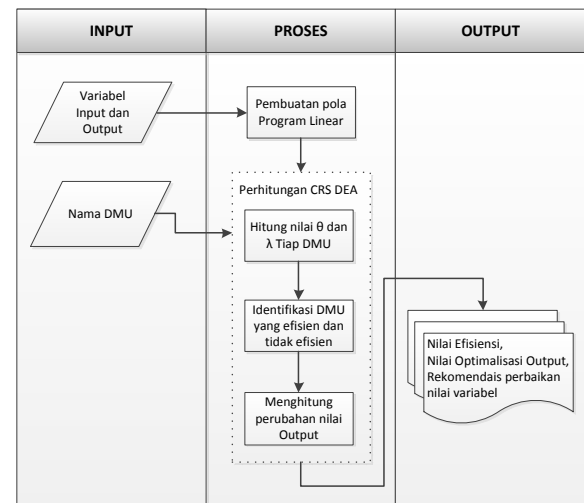 INPUT
PROSES
OUTPUT
Variabel
Input dan
Output
Pembuatan pola
Program Linear
Perhitungan CRS DEA
Nama DMU
Hitung nilai θ dan
λ Tiap DMU
Identifikasi DMU
yang efisien dan
tidak efisien
Menghitung
perubahan nilai
Output
Nilai Efisiensi,
Nilai Optimalisasi Output,
Rekomendais perbaikan
nilai variabel